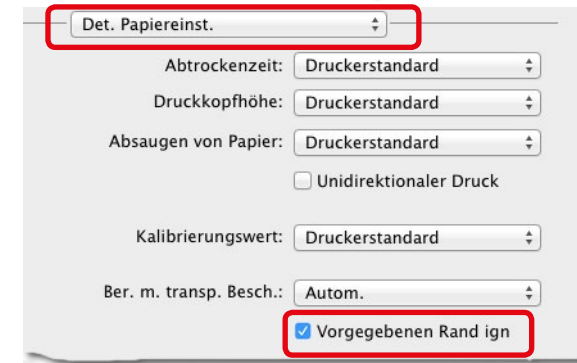 Det. Papiereinst.
Abtrockenzeit: Druckerstandard
Druckkopfhöhe: Druckerstandard
Absaugen von Papier: Druckerstandard
Unidirektionaler Druck
Kalibrierungswert: Druckerstandard
Ber. m. transp. Besch.: Autom.
Vorgegebenen Rand ign